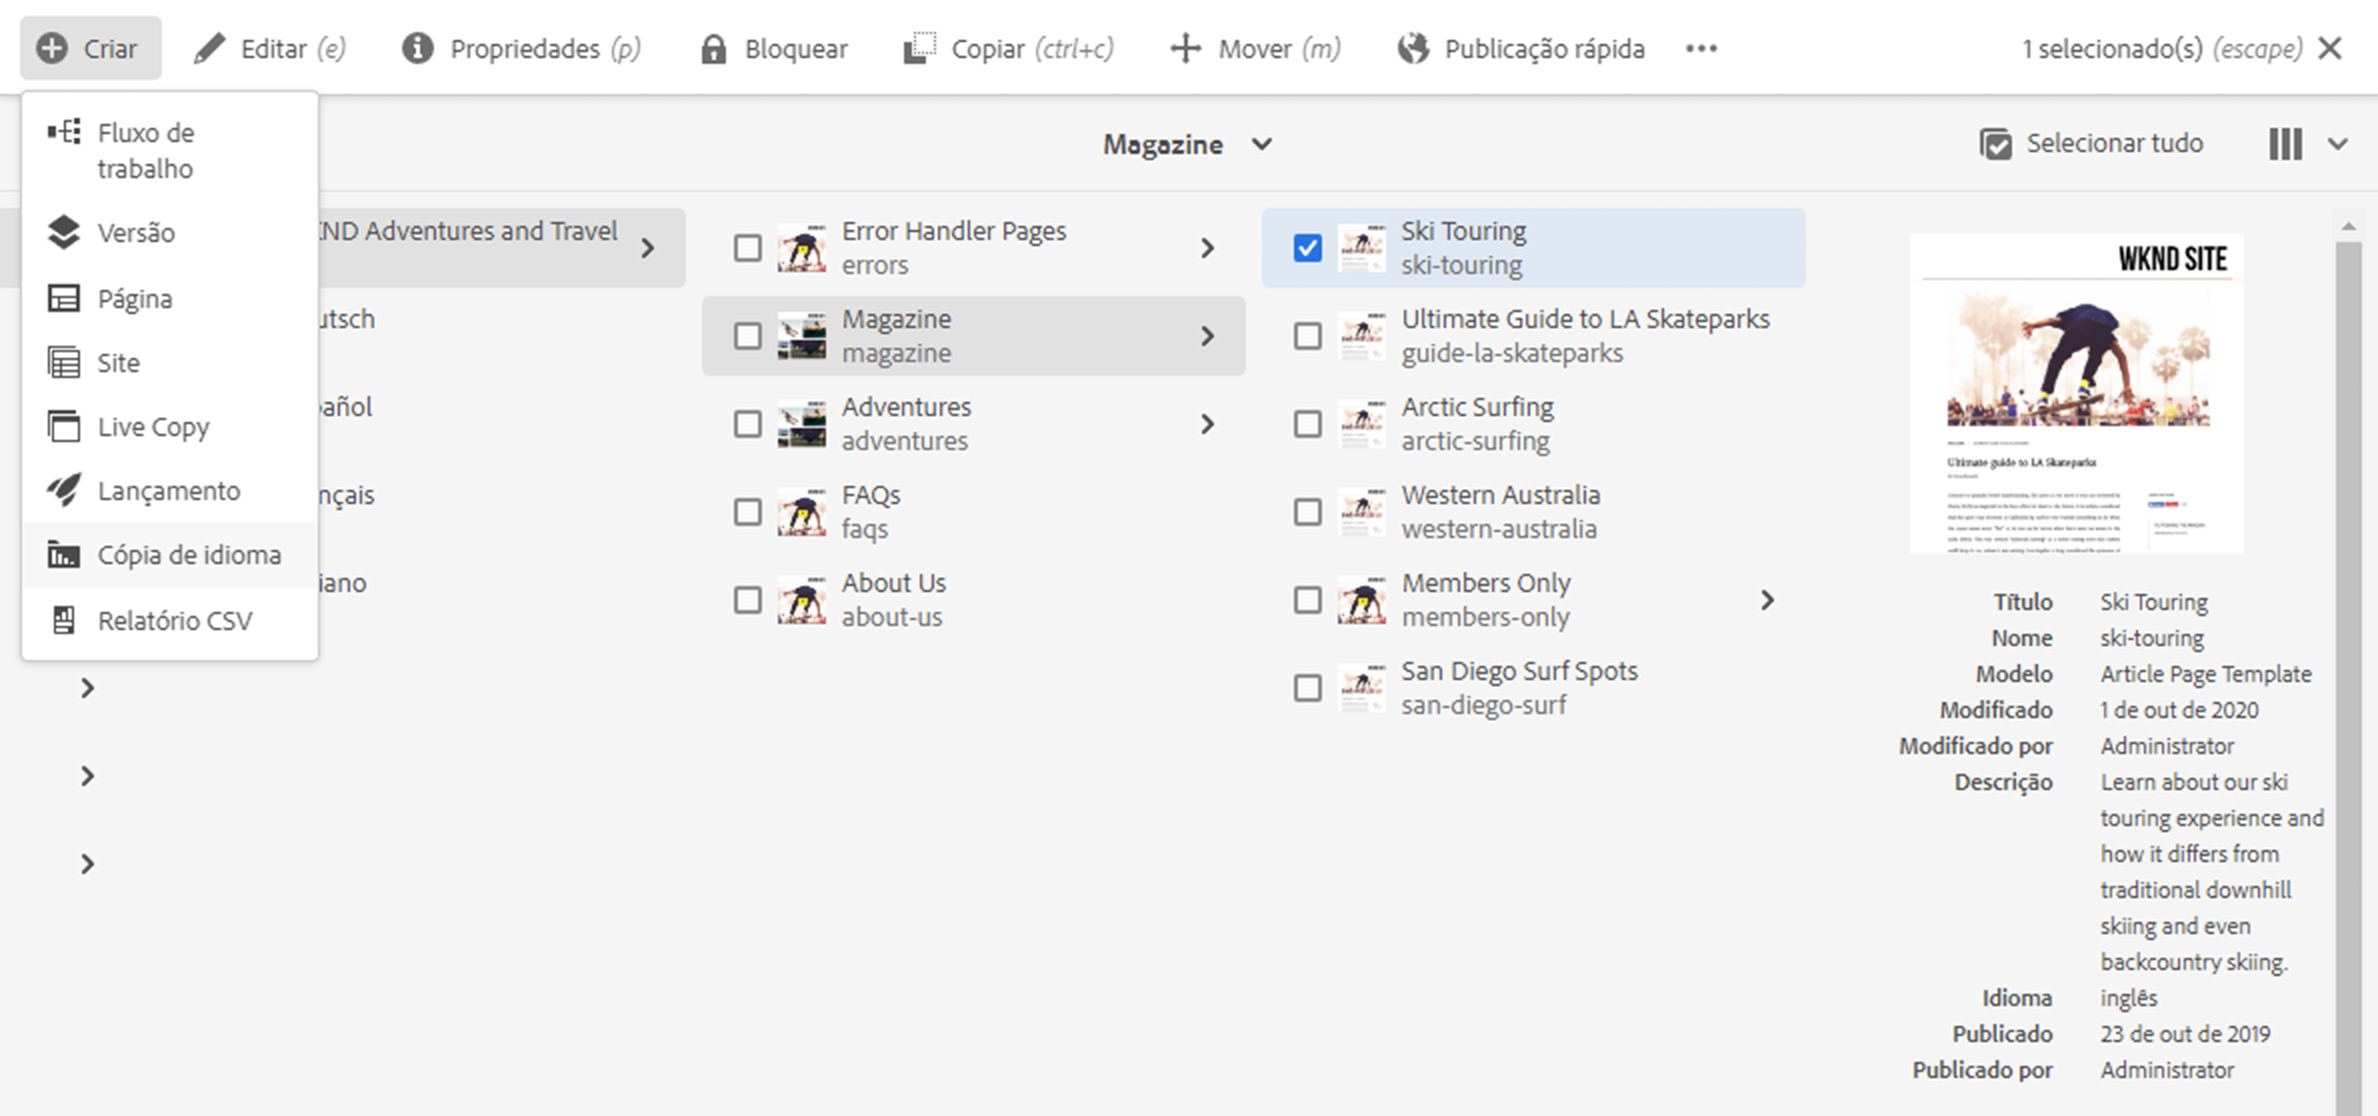 Criar
Editar (e)
Propriedades (p)
Bloquear
Copiar (ctrl+c)
Mover (m)
Publicação rápida
1 selecionado(s) (escape)
Fluxo de
trabalho
Versão
Página
Site
Live Copy
Lançamento
Cópia de idioma
Relatório CSV
Magazine
Selecionar tudo
ND Adventures and Travel
utsch
añol
nçais
iano
Error Handler Pages
errors
Magazine
magazine
Adventures
adventures
FAQs
faqs
About Us
about-us
Ski Touring
ski-touring
Ultimate Guide to LA Skateparks
guide-la-skateparks
Arctic Surfing
arctic-surfing
Western Australia
western-australia
Members Only
members-only
San Diego Surf Spots
san-diego-surf
WKND SITE
Ultimate guide to LA Skateparks
Título Ski Touring
Nome ski-touring
Modelo Article Page Template
Modificado 1 de out de 2020
Modificado por Administrator
Descrição Learn about our ski
touring experience and
how it differs from
traditional downhill
skiing and even
backcountry skiing.
Idioma inglês
Publicado 23 de out de 2019
Publicado por Administrator